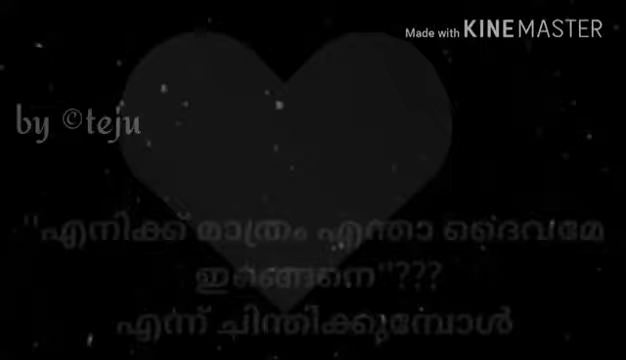 Made with KINEMASTER
by ©teju
"എനിക്ക് മാത്രം എന്താ ദൈവമേ
ഇങ്ങനെ"???
എന്ന് ചിന്തിക്കുമ്പോൾ